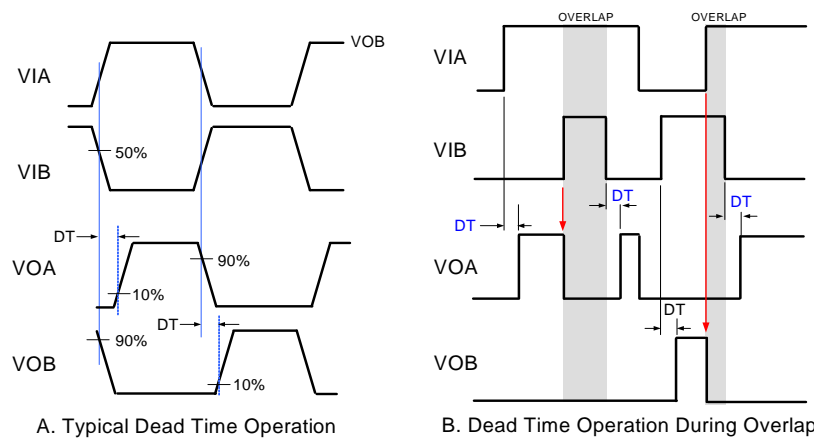 VIA
VOB
VIB
50%
DT
VOA
90%
10%
DT
VOB
90%
10%
A. Typical Dead Time Operation
OVERLAP
OVERLAP
VIA
VIB
DT
DT
DT
VOA
DT
VOB
B. Dead Time Operation During Overlap